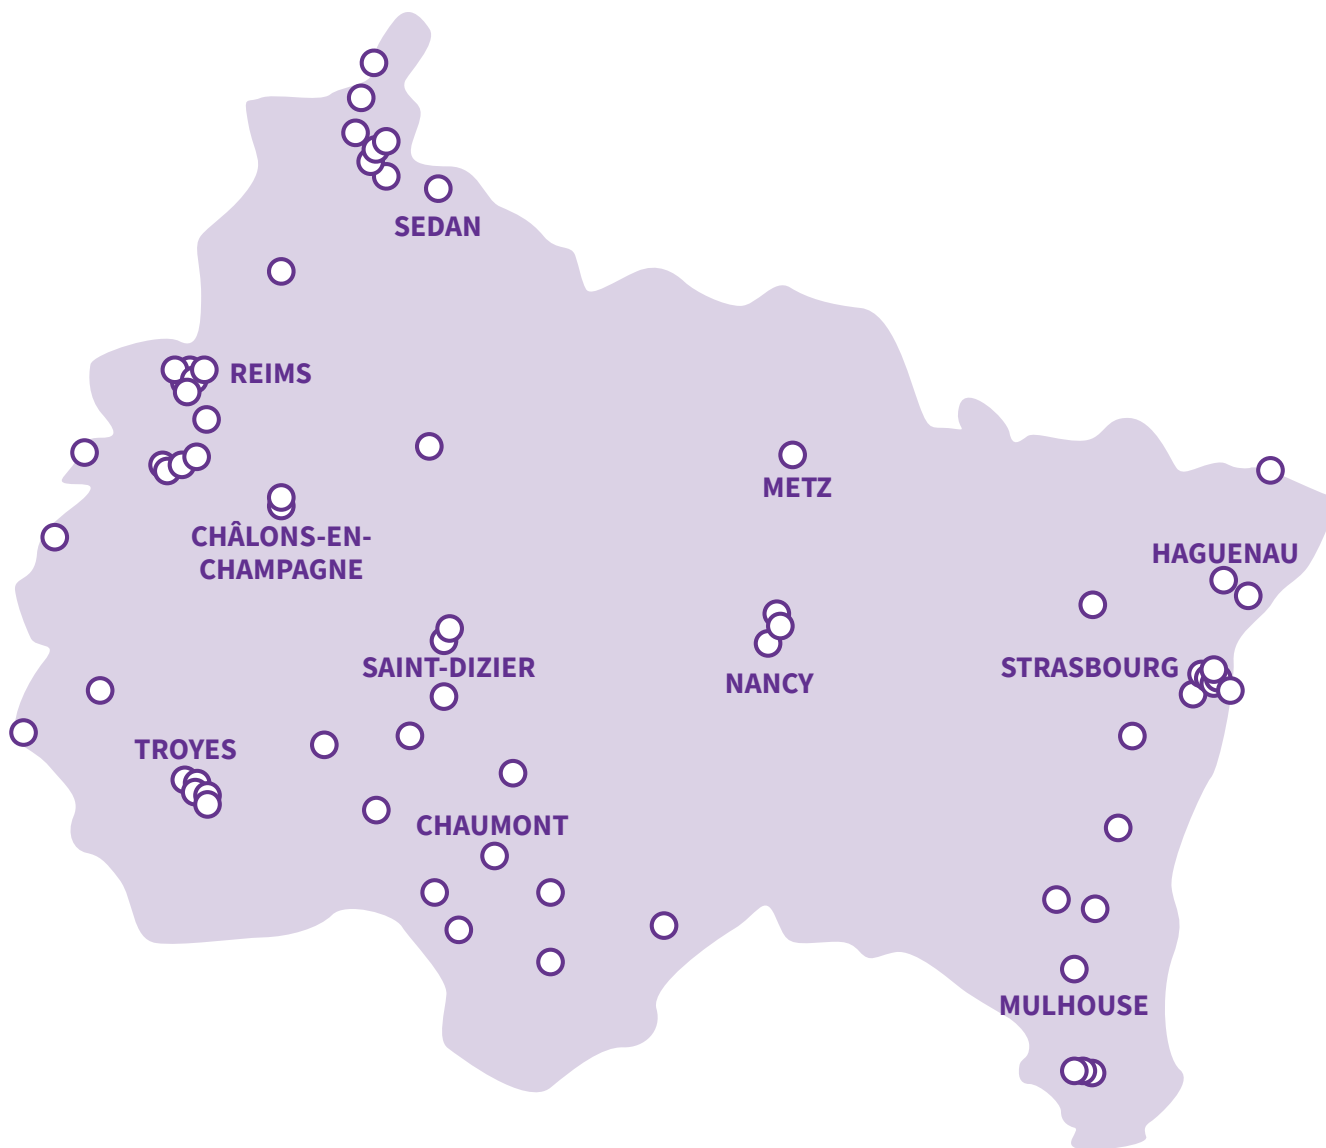 SEDAN
REIMS
METZ
CHÂLONS-EN-
CHAMPAGNE
HAGUENAU
SAINT-DIZIER
NANCY
STRASBOURG
TROYES
CHAUMONT
MULHOUSE